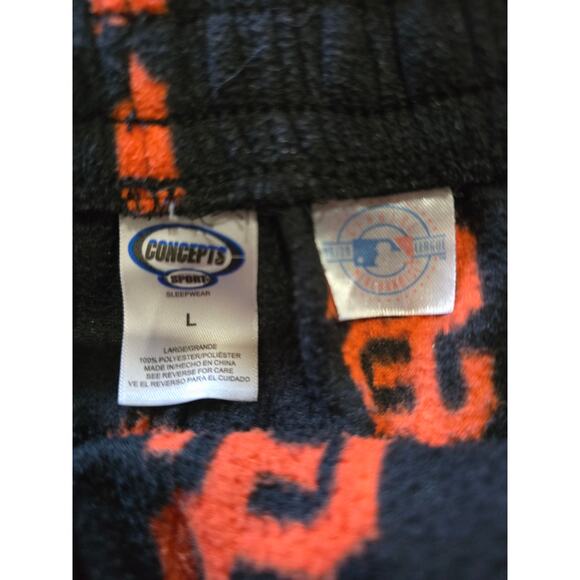 CONCEPTS
SPORT
SLEEPWEAR
L
LARGE/GRANDE
100% POLYESTER/POLIÉSTER
MADE IN/HECHO EN CHINA
SEE REVERSE FOR CARE
VE EL REVERSO PARA EL CUIDADO
LEAGUE